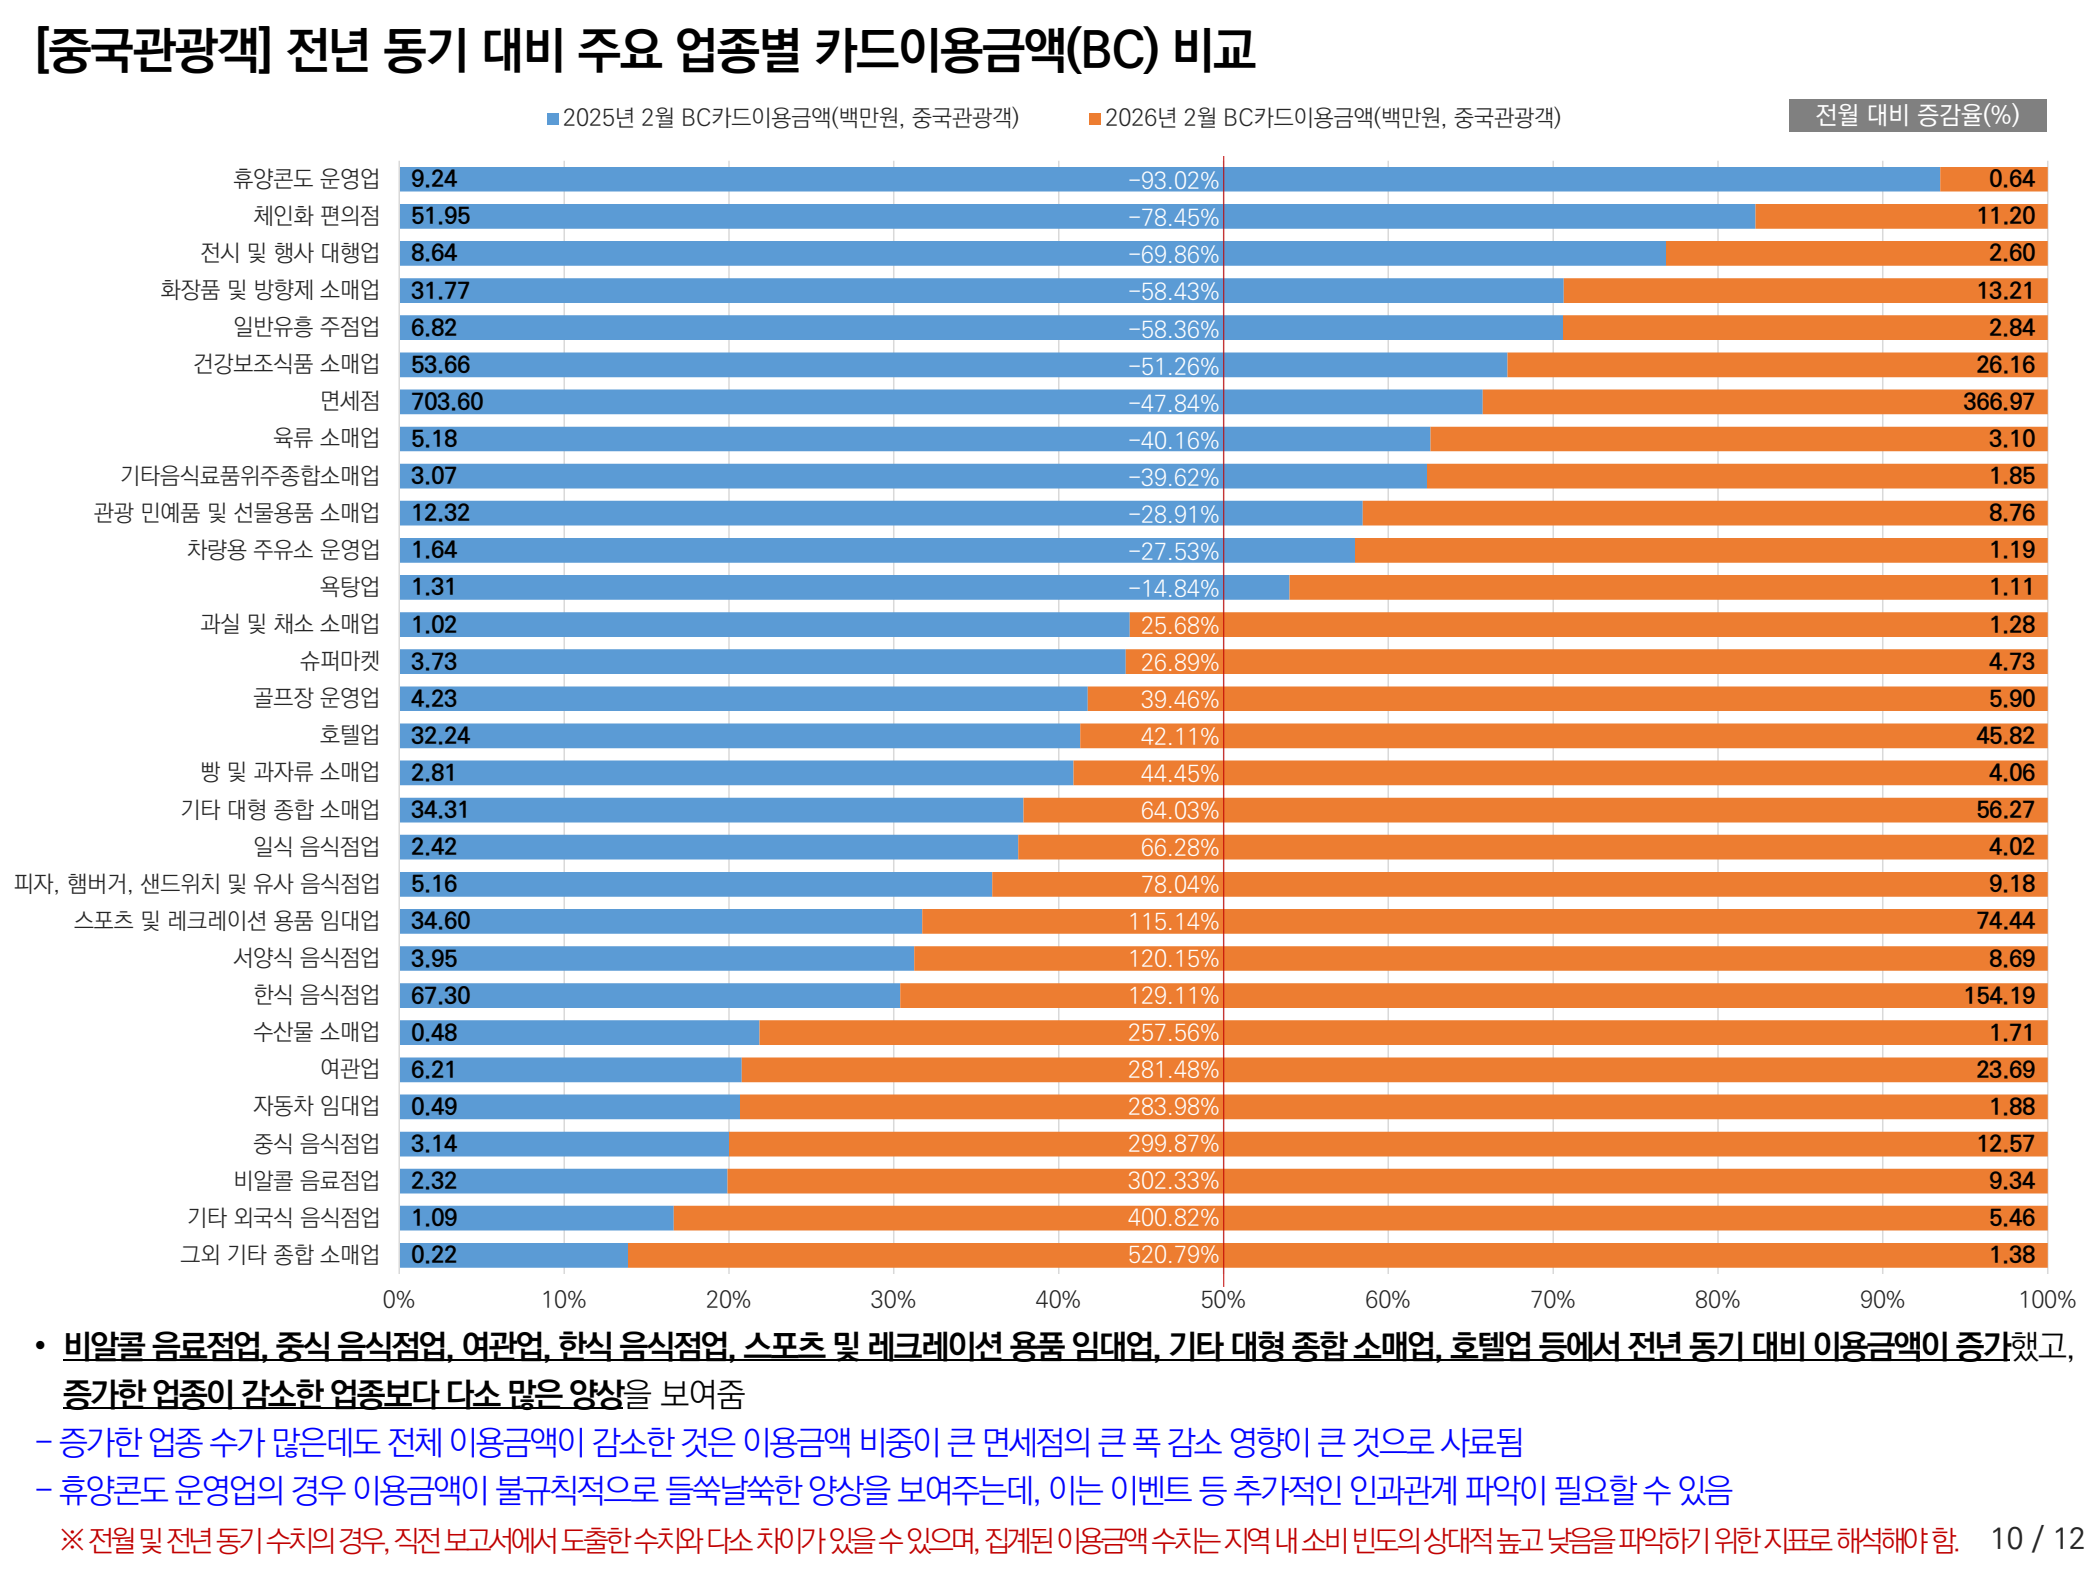 [중국관광객] 전년 동기 대비 주요 업종별 카드이용금액(BC) 비교
2025년 2월 BC카드이용금액(백만원, 중국관광객) 2026년 2월 BC카드이용금액(백만원, 중국관광객) 전월 대비 증감율(%)
휴양콘도 운영업 9.24 -93.02% 0.64
체인화 편의점 51.95 -78.45% 11.20
전시 및 행사 대행업 8.64 -69.86% 2.60
화장품 및 방향제 소매업 31.77 -58.43% 13.21
일반유흥 주점업 6.82 -58.36% 2.84
건강보조식품 소매업 53.66 -51.26% 26.16
면세점 703.60 -47.84% 366.97
육류 소매업 5.18 -40.16% 3.10
기타음식료품위주종합소매업 3.07 -39.62% 1.85
관광 민예품 및 선물용품 소매업 12.32 -28.91% 8.76
차량용 주유소 운영업 1.64 -27.53% 1.19
욕탕업 1.31 -14.84% 1.11
과실 및 채소 소매업 1.02 25.68% 1.28
슈퍼마켓 3.73 26.89% 4.73
골프장 운영업 4.23 39.46% 5.90
호텔업 32.24 42.11% 45.82
빵 및 과자류 소매업 2.81 44.45% 4.06
기타 대형 종합 소매업 34.31 64.03% 56.27
일식 음식점업 2.42 66.28% 4.02
피자, 햄버거, 샌드위치 및 유사 음식점업 5.16 78.04% 9.18
스포츠 및 레크레이션 용품 임대업 34.60 115.14% 74.44
서양식 음식점업 3.95 120.15% 8.69
한식 음식점업 67.30 129.11% 154.19
수산물 소매업 0.48 257.56% 1.71
여관업 6.21 281.48% 23.69
자동차 임대업 0.49 283.98% 1.88
중식 음식점업 3.14 299.87% 12.57
비알콜 음료점업 2.32 302.33% 9.34
기타 외국식 음식점업 1.09 400.82% 5.46
그외 기타 종합 소매업 0.22 520.79% 1.38
0% 10% 20% 30% 40% 50% 60% 70% 80% 90% 100%
• 비알콜 음료점업, 중식 음식점업, 여관업, 한식 음식점업, 스포츠 및 레크레이션 용품 임대업, 기타 대형 종합 소매업, 호텔업 등에서 전년 동기 대비 이용금액이 증가했고,
증가한 업종이 감소한 업종보다 다소 많은 양상을 보여줌
- 증가한 업종 수가 많은데도 전체 이용금액이 감소한 것은 이용금액 비중이 큰 면세점의 큰 폭 감소 영향이 큰 것으로 사료됨
- 휴양콘도 운영업의 경우 이용금액이 불규칙적으로 들쑥날쑥한 양상을 보여주는데, 이는 이벤트 등 추가적인 인과관계 파악이 필요할 수 있음
※ 전월 및 전년 동기 수치의 경우, 직전 보고서에서 도출한 수치와 다소 차이가 있을 수 있으며, 집계된 이용금액 수치는 지역 내 소비 빈도의 상대적 높고 낮음을 파악하기 위한 지표로 해석해야 함. 10 / 12